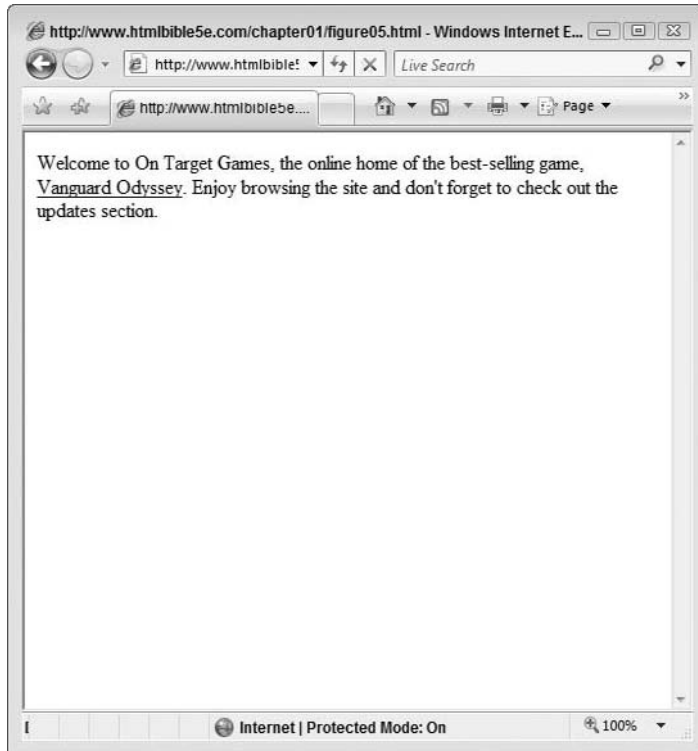 http://www.htmlbible5e.com/chapter01/figure05.html - Windows Internet E...
http://www.htmlbible! Live Search
http://www.htmlbible5e.... Page
Welcome to On Target Games, the online home of the best-selling game,
Vanguard Odyssey. Enjoy browsing the site and don't forget to check out the
updates section.
Internet | Protected Mode: On 100%